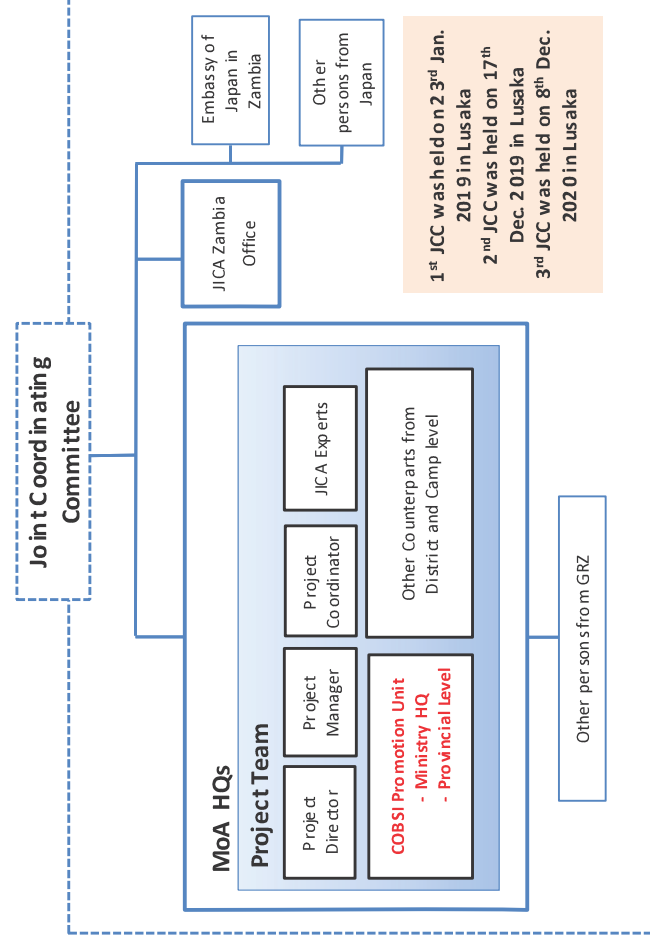 Joint Coordinating
Committee
MoA HQs
Project Team
Project
Director
Project
Manager
Project
Coordinator
JICA Experts
COBSI Promotion Unit
- Ministry HQ
- Provincial Level
Other Counterparts from
District and Camp level
Other persons from GRZ
JICA Zambia
Office
Embassy of
Japan in
Zambia
Other
persons from
Japan
1st JCC was held on 23rd Jan.
2019 in Lusaka
2nd JCC was held on 17th
Dec. 2019 in Lusaka
3rd JCC was held on 8th Dec.
2020 in Lusaka